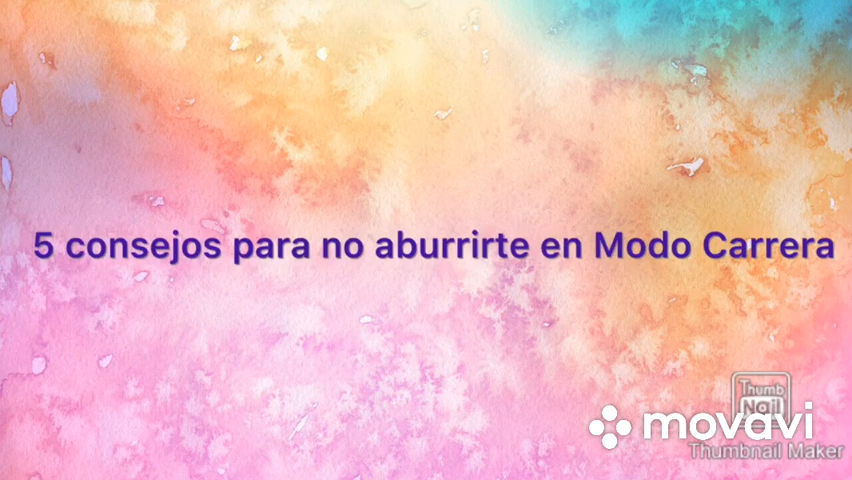 5 consejos para no aburrirte en Modo Carrera
Thumb
Nail
movavi
Thumbnail Maker